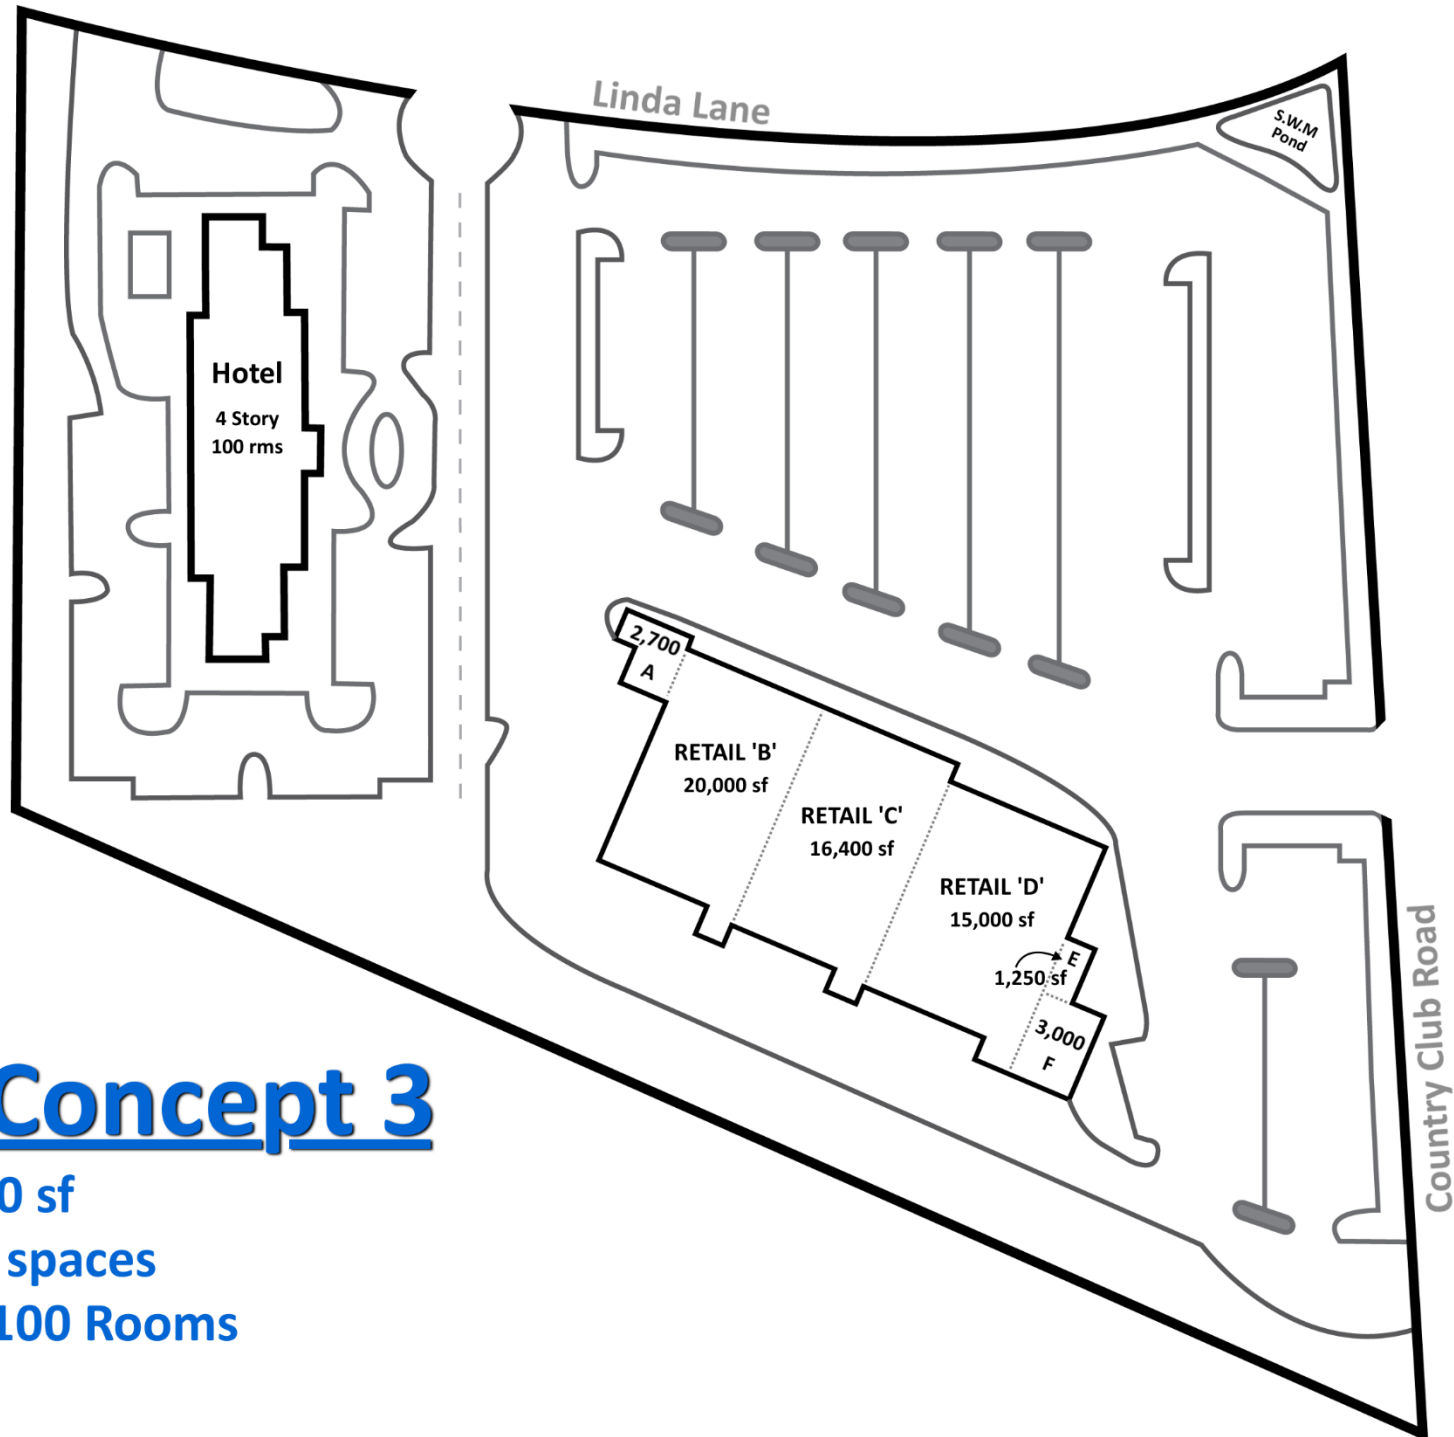 Linda Lane
S.W.M
Pond
Hotel
4 Story
100 rms
2,700
A
RETAIL 'B'
20,000 sf
RETAIL 'C'
16,400 sf
RETAIL 'D'
15,000 sf
E
1,250 sf
3,000
F
Country Club Road
Concept 3
0 sf
spaces
100 Rooms